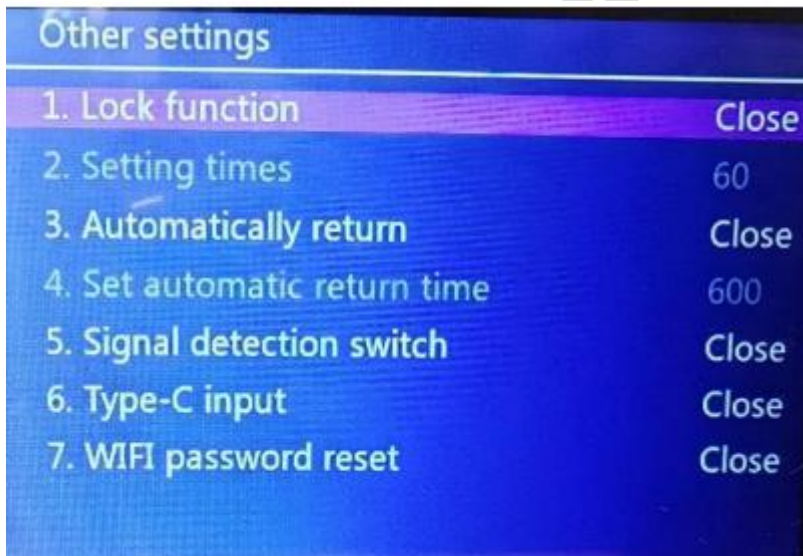 Other settings
1. Lock function Close
2. Setting times 60
3. Automatically return Close
4. Set automatic return time 600
5. Signal detection switch Close
6. Type-C input Close
7. WIFI password reset Close